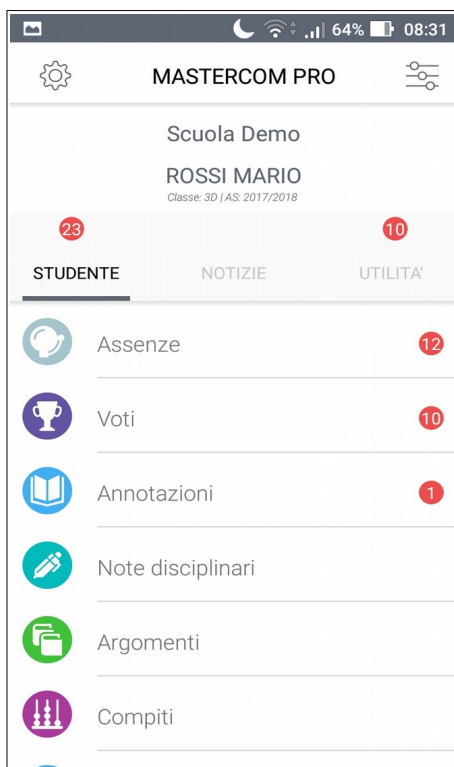 64% 08:31
MASTERCOM PRO
Scuola Demo
ROSSI MARIO
Classe: 3D | AS: 2017/2018
23 10
STUDENTE NOTIZIE UTILITA'
Assenze 12
Voti 10
Annotazioni 1
Note disciplinari
Argomenti
Compiti